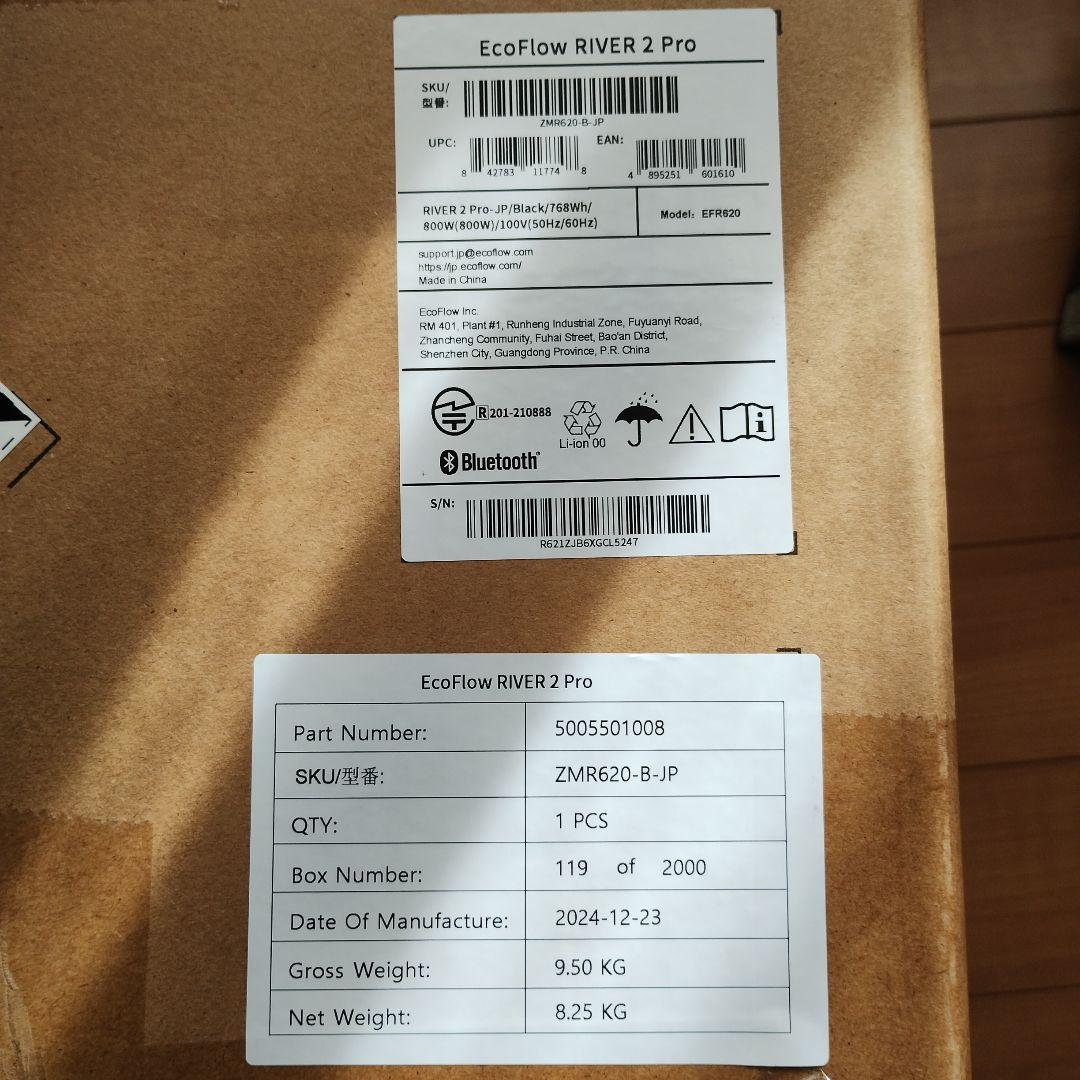 EcoFlow RIVER 2 Pro
SKU/
型番:
ZMR620-B-JP
UPC:
8 42783 11774 8
EAN:
4 895251 601610
RIVER 2 Pro-JP/Black/768Wh/
800W(800W)/100V(50Hz/60Hz)
Model: EFR620
support.jp@ecoflow.com
https://jp.ecoflow.com/
Made in China
EcoFlow Inc.
RM 401, Plant #1, Runheng Industrial Zone, Fuyuanyi Road,
Zhancheng Community, Fuhai Street, Bao'an District,
Shenzhen City, Guangdong Province, P.R. China
R 201-210888
Li-ion 00
Bluetooth®
S/N:
R621ZJB6XGCL5247
EcoFlow RIVER 2 Pro
Part Number: 5005501008
SKU/型番: ZMR620-B-JP
QTY: 1 PCS
Box Number: 119 of 2000
Date Of Manufacture: 2024-12-23
Gross Weight: 9.50 KG
Net Weight: 8.25 KG